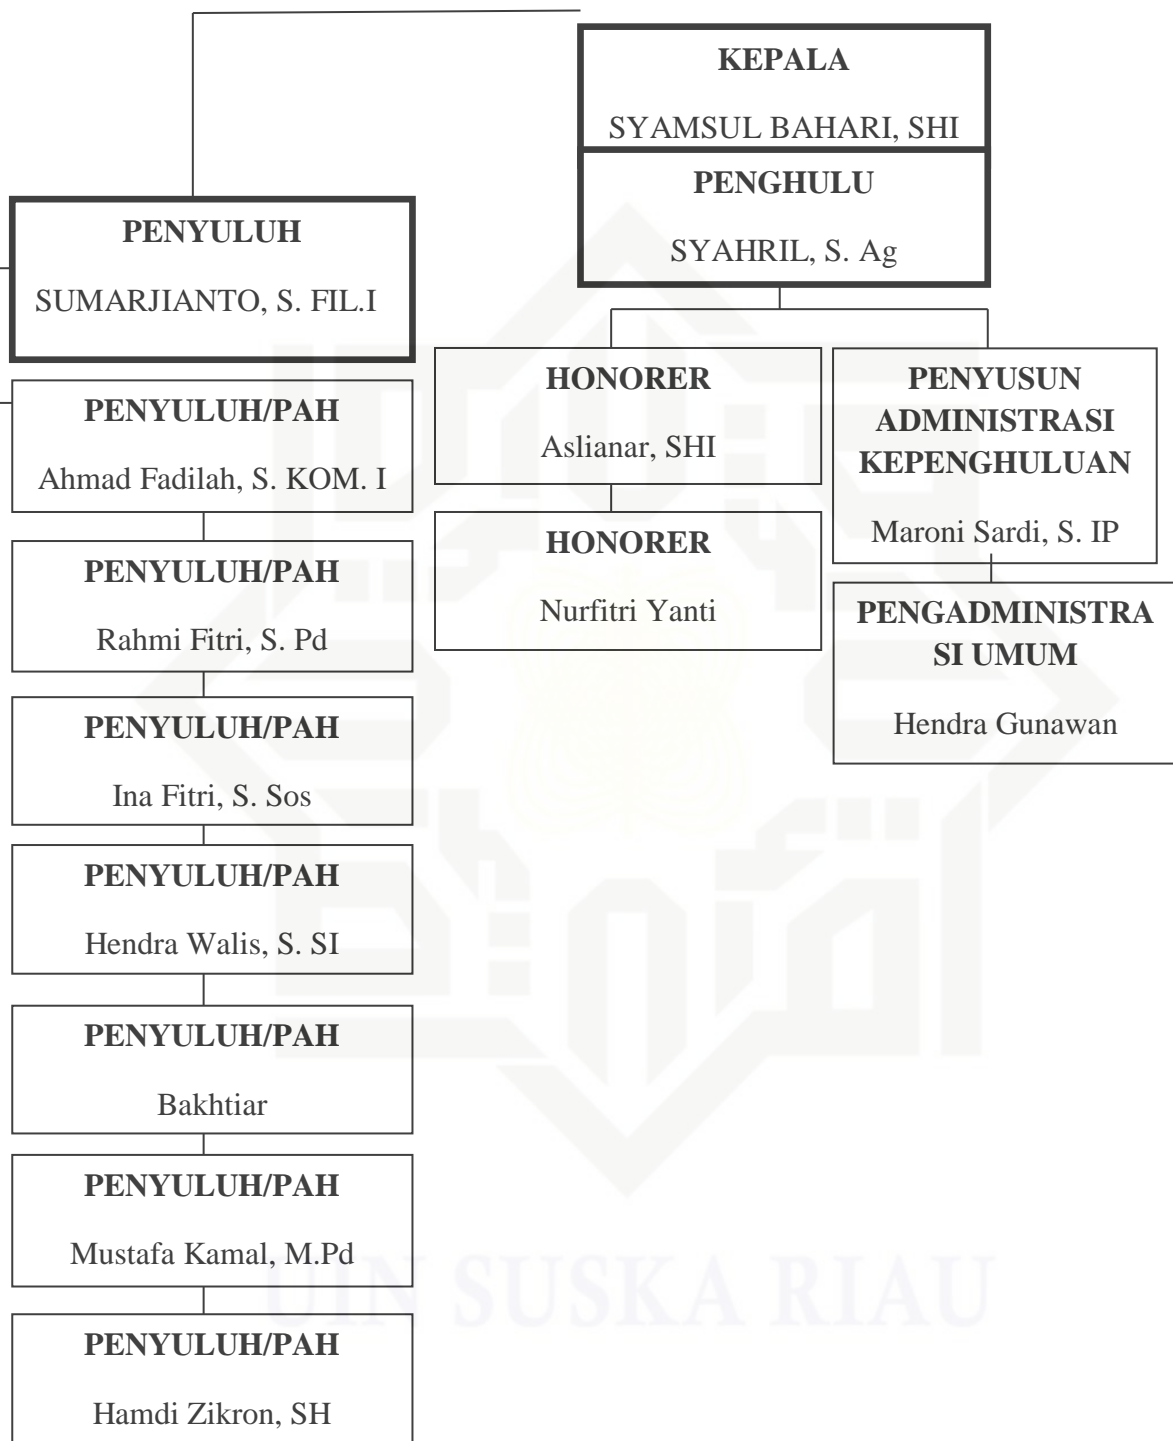 KEPALA
SYAMSUL BAHARI, SHI
PENGHULU
SYAHRIL, S. Ag
PENYULUH
SUMARJIANTO, S. FIL.I
PENYULUH/PAH
Ahmad Fadilah, S. KOM. I
PENYULUH/PAH
Rahmi Fitri, S. Pd
PENYULUH/PAH
Ina Fitri, S. Sos
PENYULUH/PAH
Hendra Walis, S. SI
PENYULUH/PAH
Bakhtiar
PENYULUH/PAH
Mustafa Kamal, M.Pd
PENYULUH/PAH
Hamdi Zikron, SH
HONORER
Aslianar, SHI
HONORER
Nurfitri Yanti
PENYUSUN
ADMINISTRASI
KEPENGHULUAN
Maroni Sardi, S. IP
PENGADMINISTRA
SI UMUM
Hendra Gunawan
UIN SUSKA RIAU